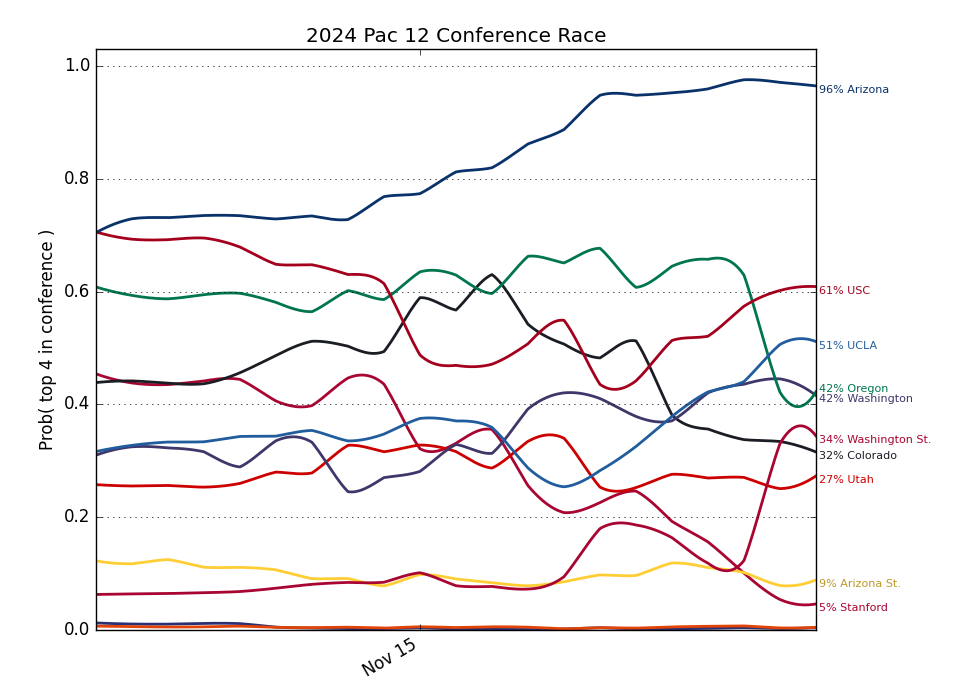 2024 Pac 12 Conference Race
Prob( top 4 in conference )
1.0
0.8
0.6
0.4
0.2
0.0
Nov 15
96% Arizona
61% USC
51% UCLA
42% Oregon
42% Washington
34% Washington St.
32% Colorado
27% Utah
9% Arizona St.
5% Stanford